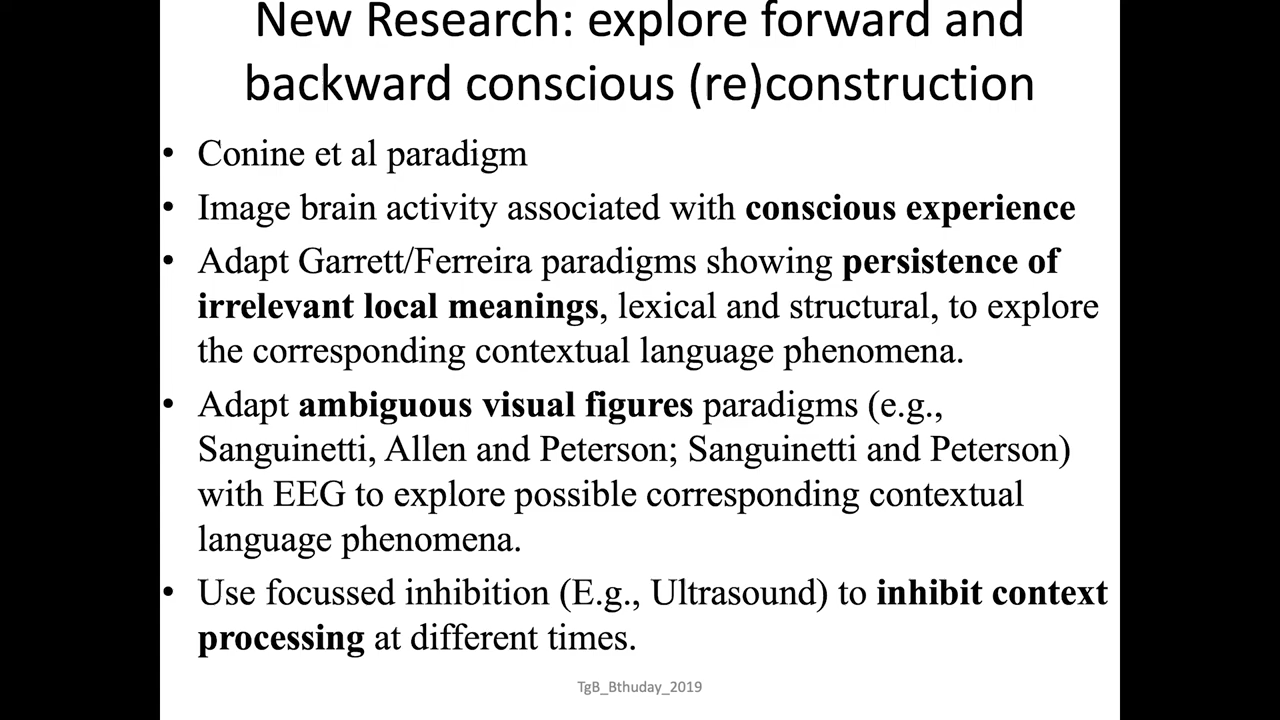 New Research: explore forward and
backward conscious (re)construction
• Conine et al paradigm
• Image brain activity associated with conscious experience
• Adapt Garrett/Ferreira paradigms showing persistence of
irrelevant local meanings, lexical and structural, to explore
the corresponding contextual language phenomena.
• Adapt ambiguous visual figures paradigms (e.g.,
Sanguinetti, Allen and Peterson; Sanguinetti and Peterson)
with EEG to explore possible corresponding contextual
language phenomena.
• Use focussed inhibition (E.g., Ultrasound) to inhibit context
processing at different times.
TgB_Bthuday_2019